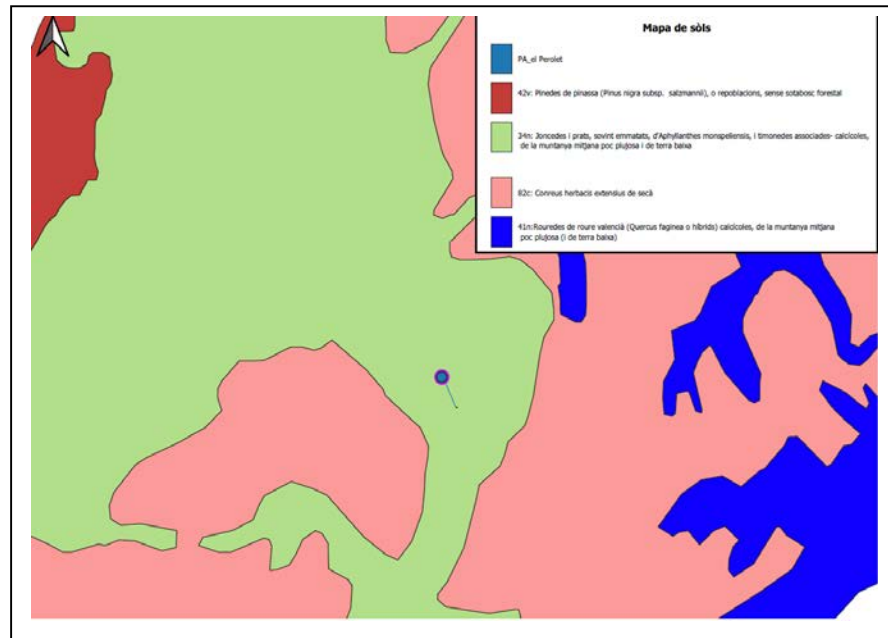 Mapa de sòls
PA_el Perolet
42v: Pinedes de pinassa (Pinus nigra subsp. salzmannii), o repoblacions, sense sotabosc forestal
34n: Joncedes i prats, sovint emmatats, d'Aphyllanthes monspeliensis, i timonedes associades- calcícoles,
de la muntanya mitjana poc plujosa i de terra baixa
82c: Conreus herbacis extensius de secà
41n:Rouredes de roure valencià (Quercus faginea o híbrids) calcícoles, de la muntanya mitjana
poc plujosa (i de terra baixa)